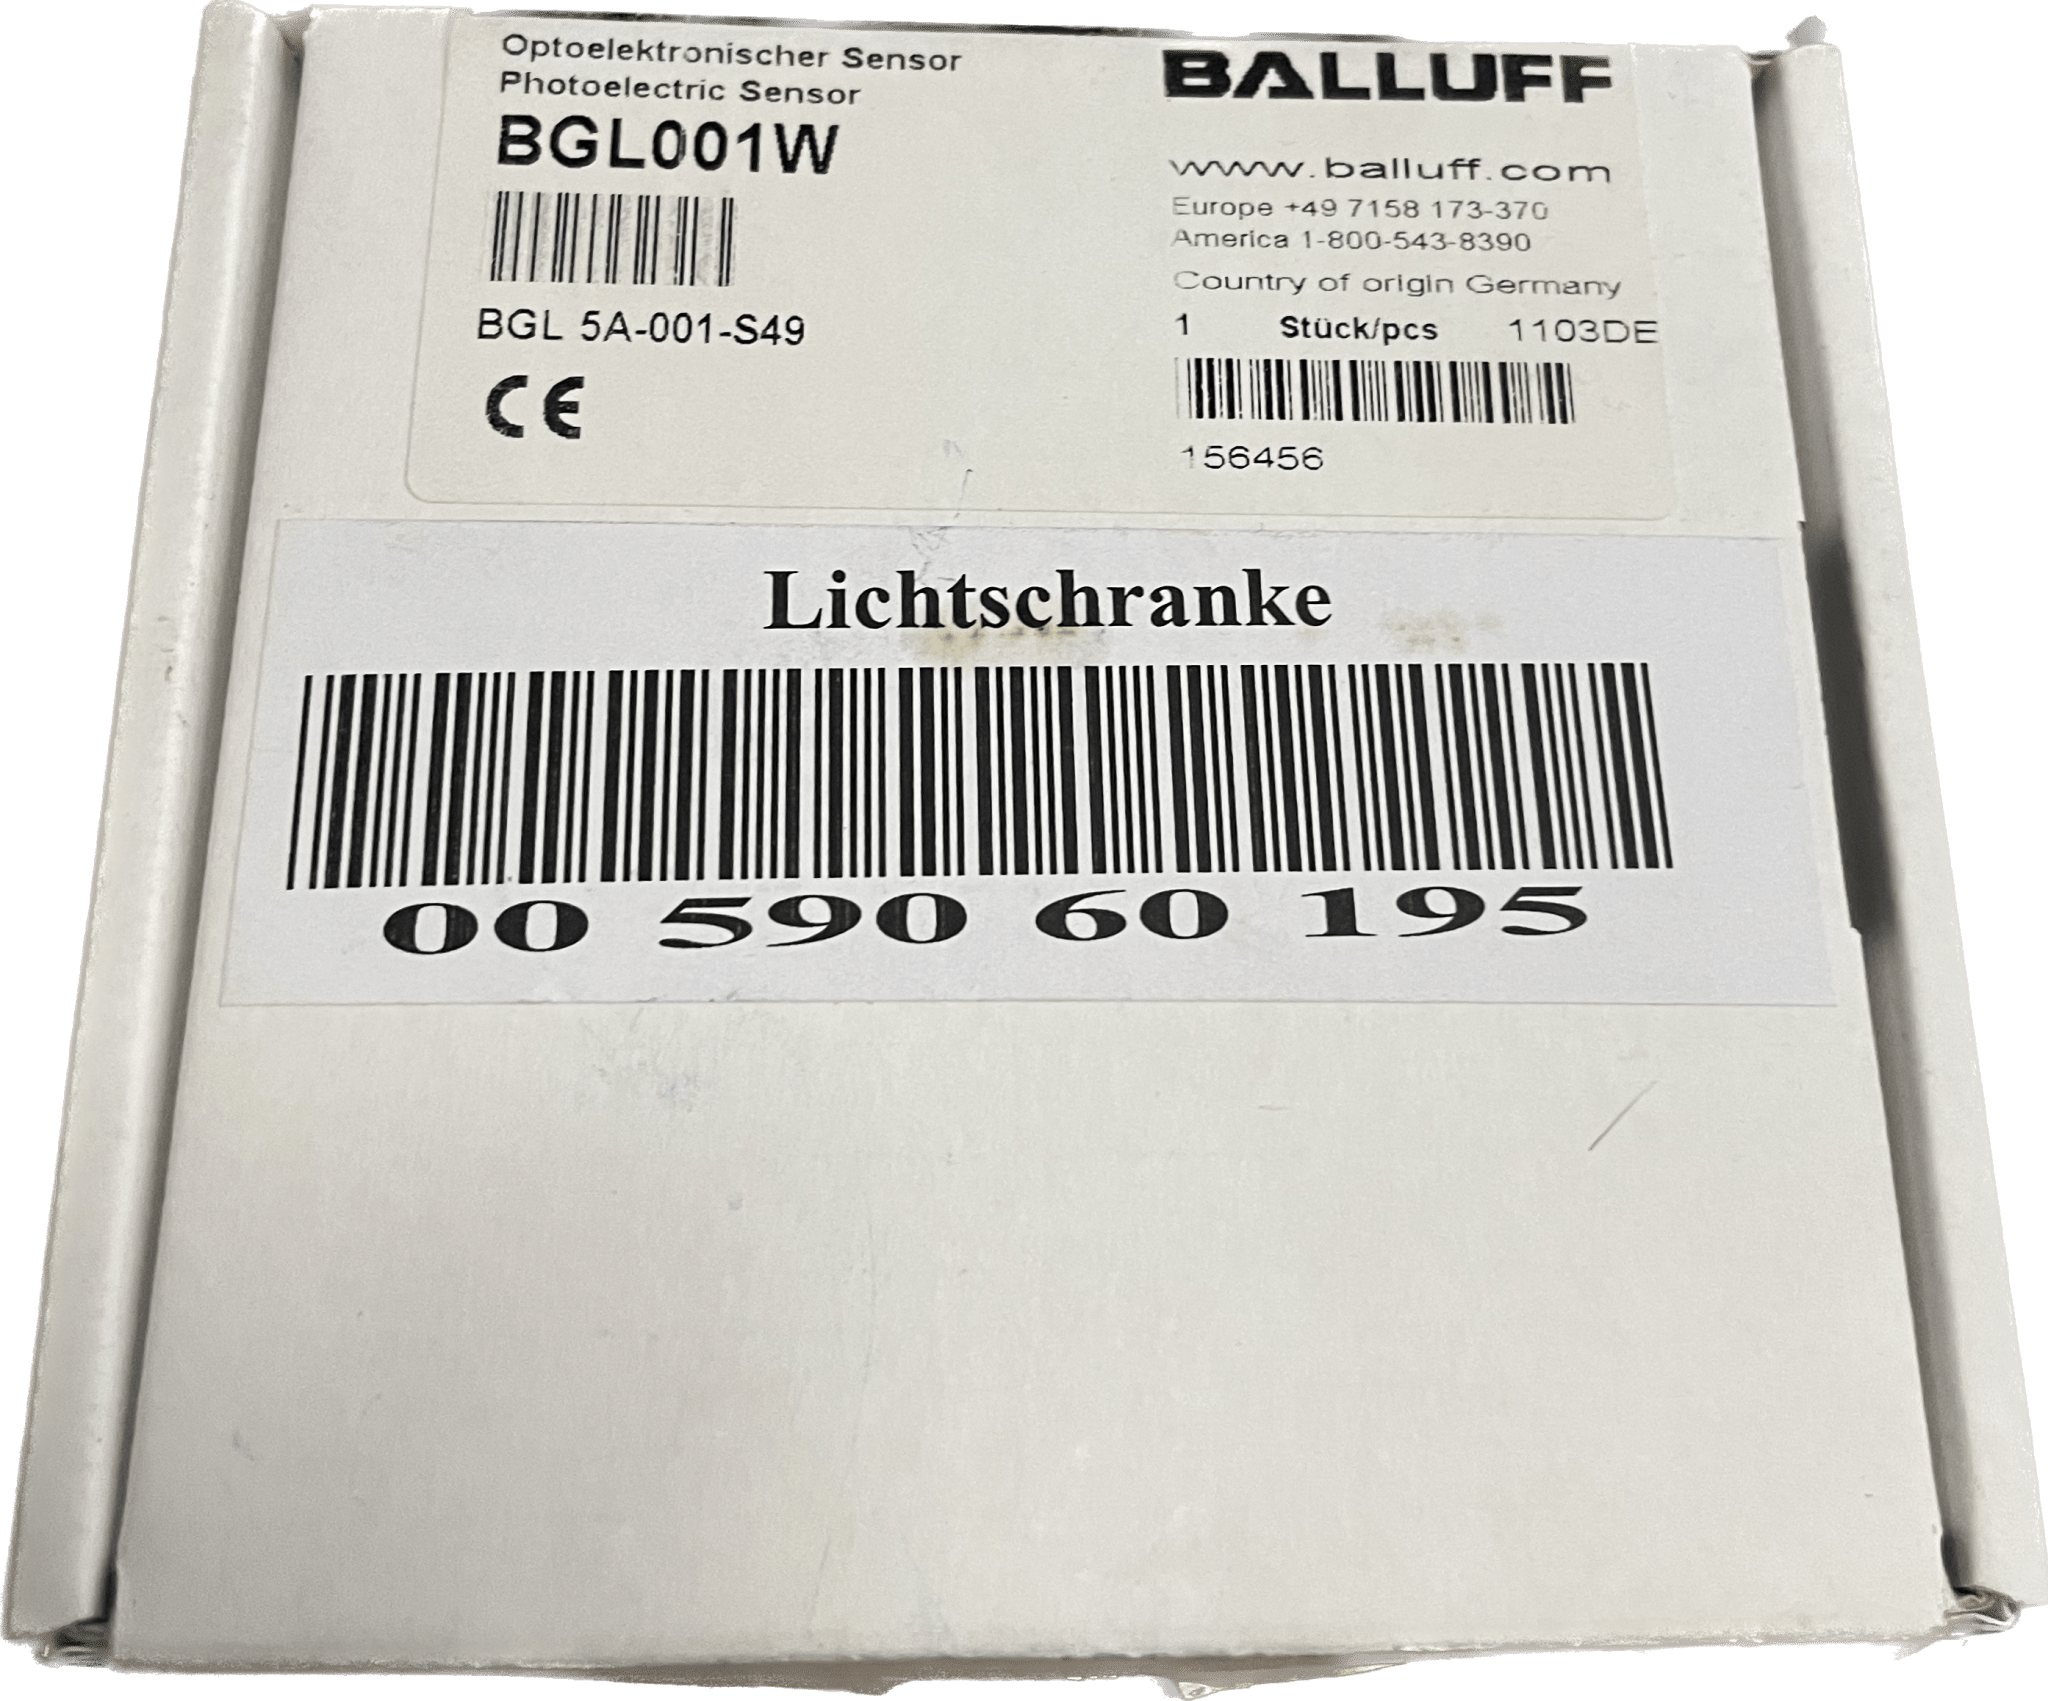 Optoelektronischer Sensor
Photoelectric Sensor
BGL001W
BGL 5A-001-S49
CE
BALLUFF
www.balluff.com
Europe +49 7158 173-370
America 1-800-543-8390
Country of origin Germany
1 Stück/pcs 1103DE
156456
Lichtschranke
00 590 60 195